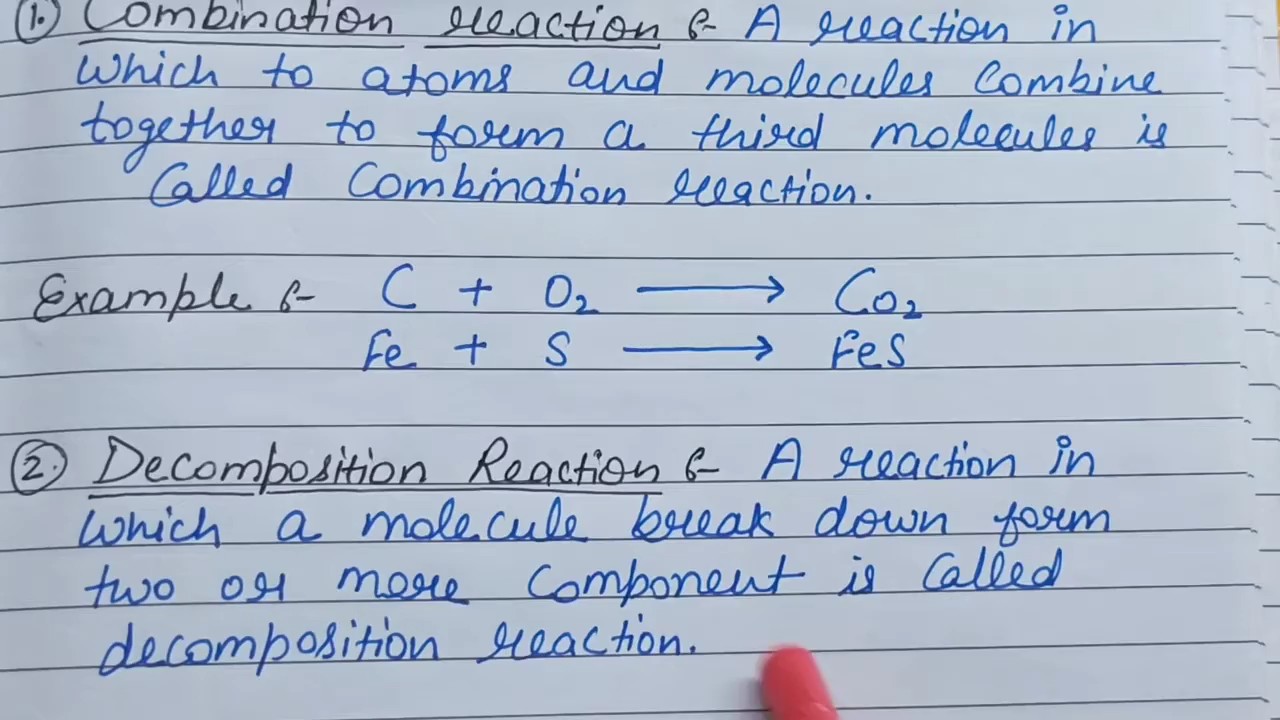 1. Combination reaction :- A reaction in
which to atoms and molecules combine
together to form a third molecules is
called combination reaction.
Example :- C + O₂ ⟶ Co₂
Fe + S ⟶ FeS
2. Decomposition Reaction :- A reaction in
which a molecule break down form
two or more component is called
decomposition reaction.